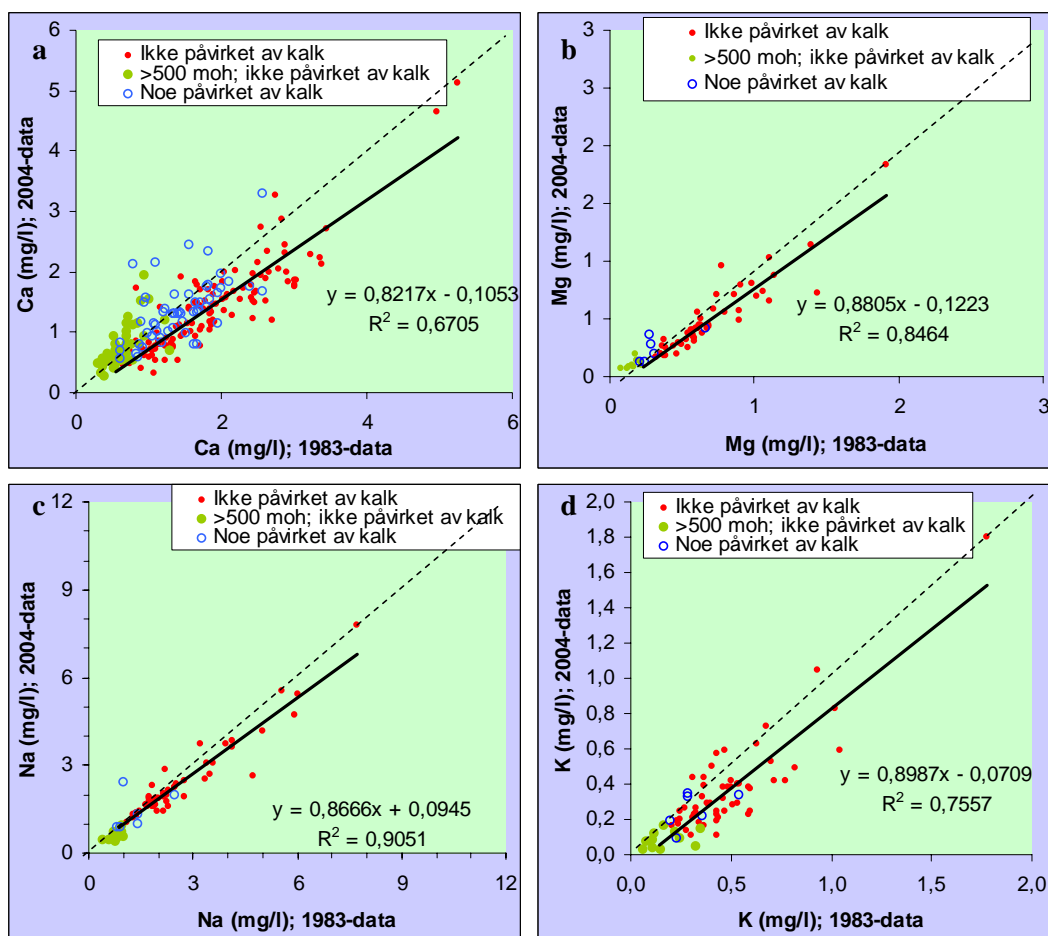 a
Ikke påvirket av kalk
>500 moh; ikke påvirket av kalk
Noe påvirket av kalk
6
5
4
3
2
1
0
Ca (mg/l); 2004-data
y = 0,8217x - 0,1053
R² = 0,6705
0 2 4 6
Ca (mg/l); 1983-data
b
Ikke påvirket av kalk
>500 moh; ikke påvirket av kalk
Noe påvirket av kalk
3
3
2
2
1
1
0
Mg (mg/l); 2004-data
y = 0,8805x - 0,1223
R² = 0,8464
0 1 2 3
Mg (mg/l); 1983-data
c
Ikke påvirket av kalk
>500 moh; ikke påvirket av kalk
Noe påvirket av kalk
12
9
6
3
0
Na (mg/l); 2004-data
y = 0,8666x + 0,0945
R² = 0,9051
0 3 6 9 12
Na (mg/l); 1983-data
d
Ikke påvirket av kalk
>500 moh; ikke påvirket av kalk
Noe påvirket av kalk
2,0
1,8
1,6
1,4
1,2
1,0
0,8
0,6
0,4
0,2
0,0
K (mg/l); 2004-data
y = 0,8987x - 0,0709
R² = 0,7557
0,0 0,5 1,0 1,5 2,0
K (mg/l); 1983-data